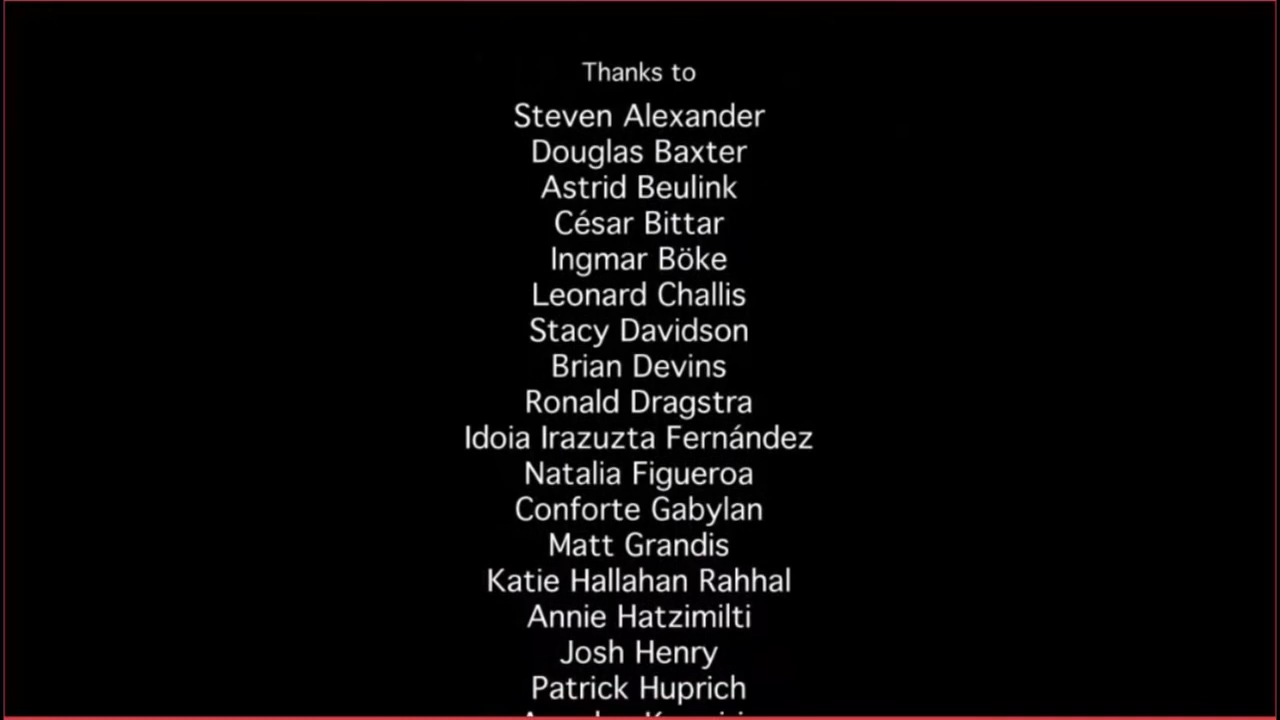 Thanks to
Steven Alexander
Douglas Baxter
Astrid Beulink
César Bittar
Ingmar Böke
Leonard Challis
Stacy Davidson
Brian Devins
Ronald Dragstra
Idoia Irazuzta Fernández
Natalia Figueroa
Conforte Gabylan
Matt Grandis
Katie Hallahan Rahhal
Annie Hatzimilti
Josh Henry
Patrick Huprich